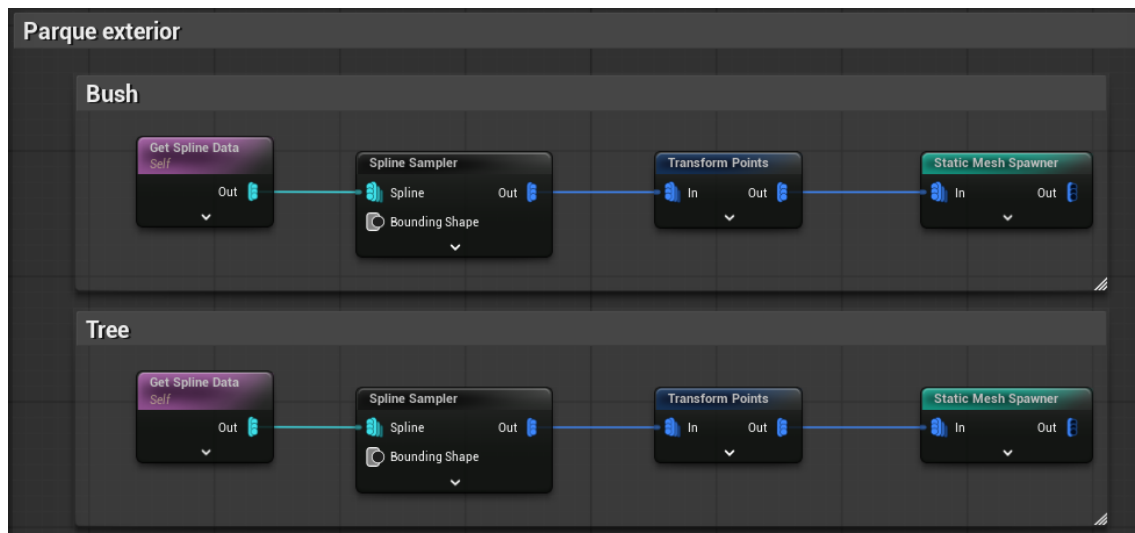 Parque exterior
Bush
Get Spline Data
Self
Out
Spline Sampler
Spline Out
Bounding Shape
Transform Points
In Out
Static Mesh Spawner
In Out
Tree
Get Spline Data
Self
Out
Spline Sampler
Spline Out
Bounding Shape
Transform Points
In Out
Static Mesh Spawner
In Out